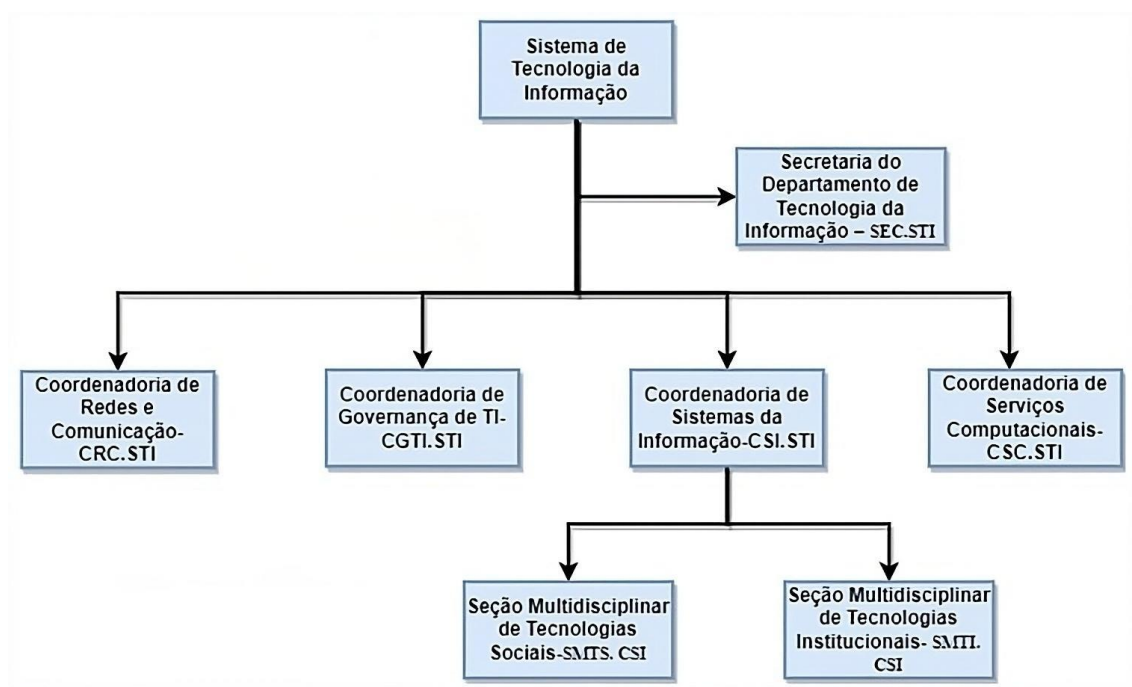 Sistema de
Tecnologia da
Informação
Secretaria do
Departamento de
Tecnologia da
Informação – SEC.STI
Coordenadoria de
Redes e
Comunicação-
CRC.STI
Coordenadoria de
Governança de TI-
CGTI.STI
Coordenadoria de
Sistemas da
Informação-CSI.STI
Coordenadoria de
Serviços
Computacionais-
CSC.STI
Seção Multidisciplinar
de Tecnologias
Sociais-SMTS. CSI
Seção Multidisciplinar
de Tecnologias
Institucionais- SMTI.
CSI